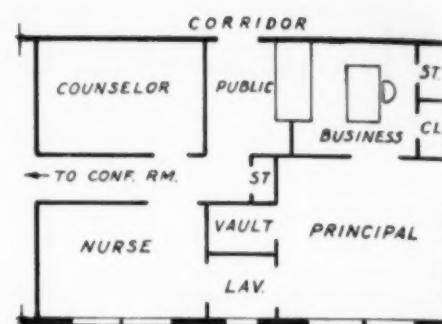 CORRIDOR
COUNSELOR
PUBLIC
ST.
CL.
BUSINESS
← TO CONF. RM.
ST
VAULT
PRINCIPAL
NURSE
LAV.